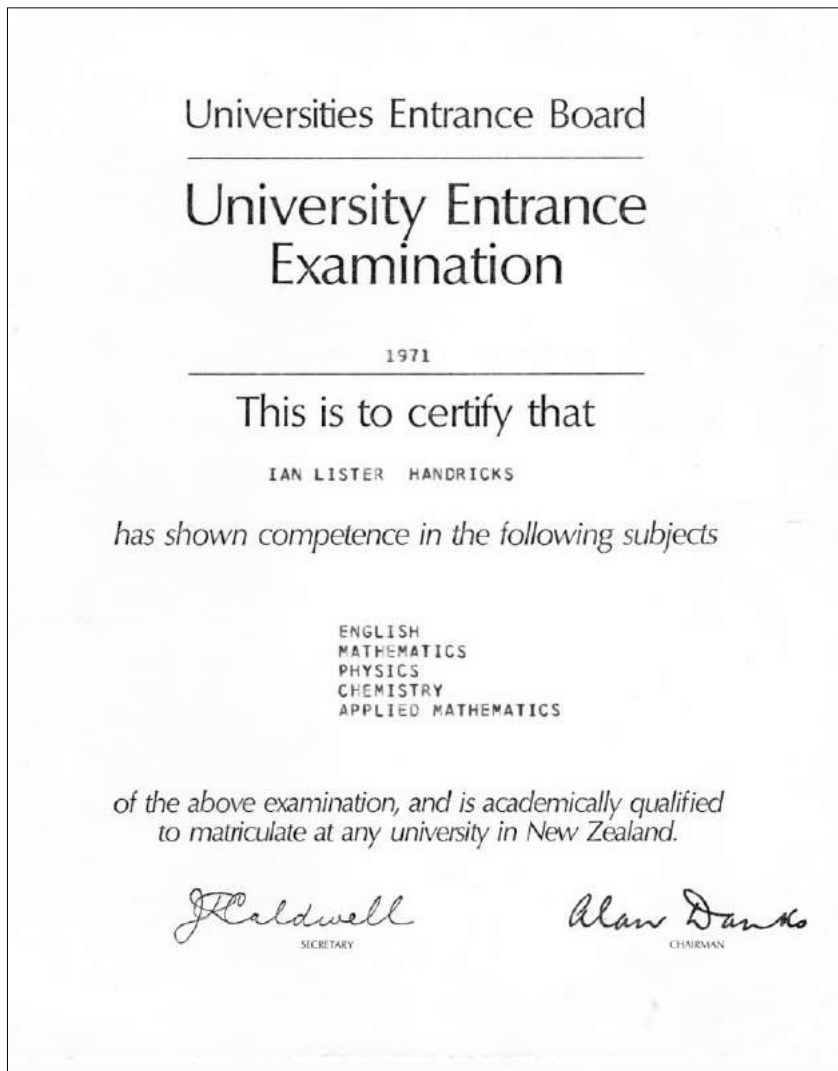 Universities Entrance Board
University Entrance
Examination
1971
This is to certify that
IAN LISTER HANDRICKS
has shown competence in the following subjects
ENGLISH
MATHEMATICS
PHYSICS
CHEMISTRY
APPLIED MATHEMATICS
of the above examination, and is academically qualified
to matriculate at any university in New Zealand.
JFCaldwell Alan Danks
SECRETARY CHAIRMAN